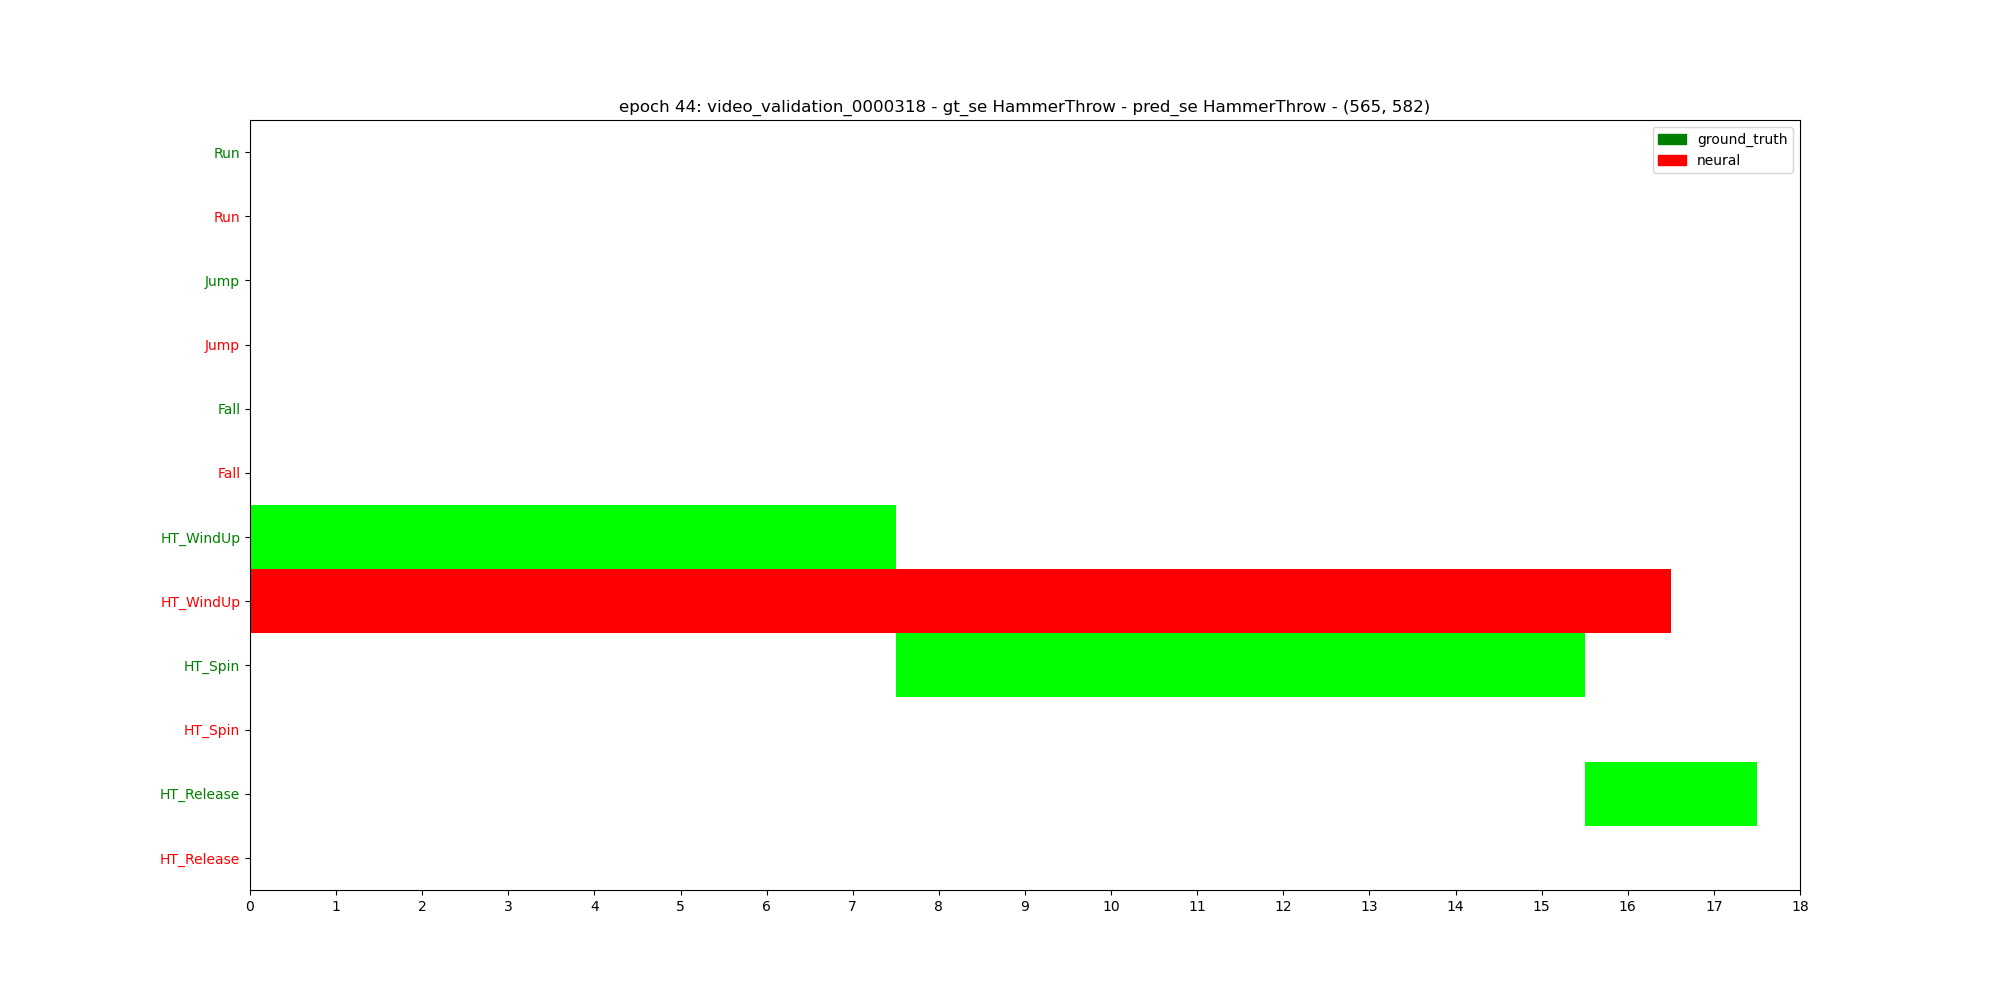 epoch 44: video_validation_0000318 - gt_se HammerThrow - pred_se HammerThrow - (565, 582)
ground_truth
neural
Run
Run
Jump
Jump
Fall
Fall
HT_WindUp
HT_WindUp
HT_Spin
HT_Spin
HT_Release
HT_Release
0 1 2 3 4 5 6 7 8 9 10 11 12 13 14 15 16 17 18